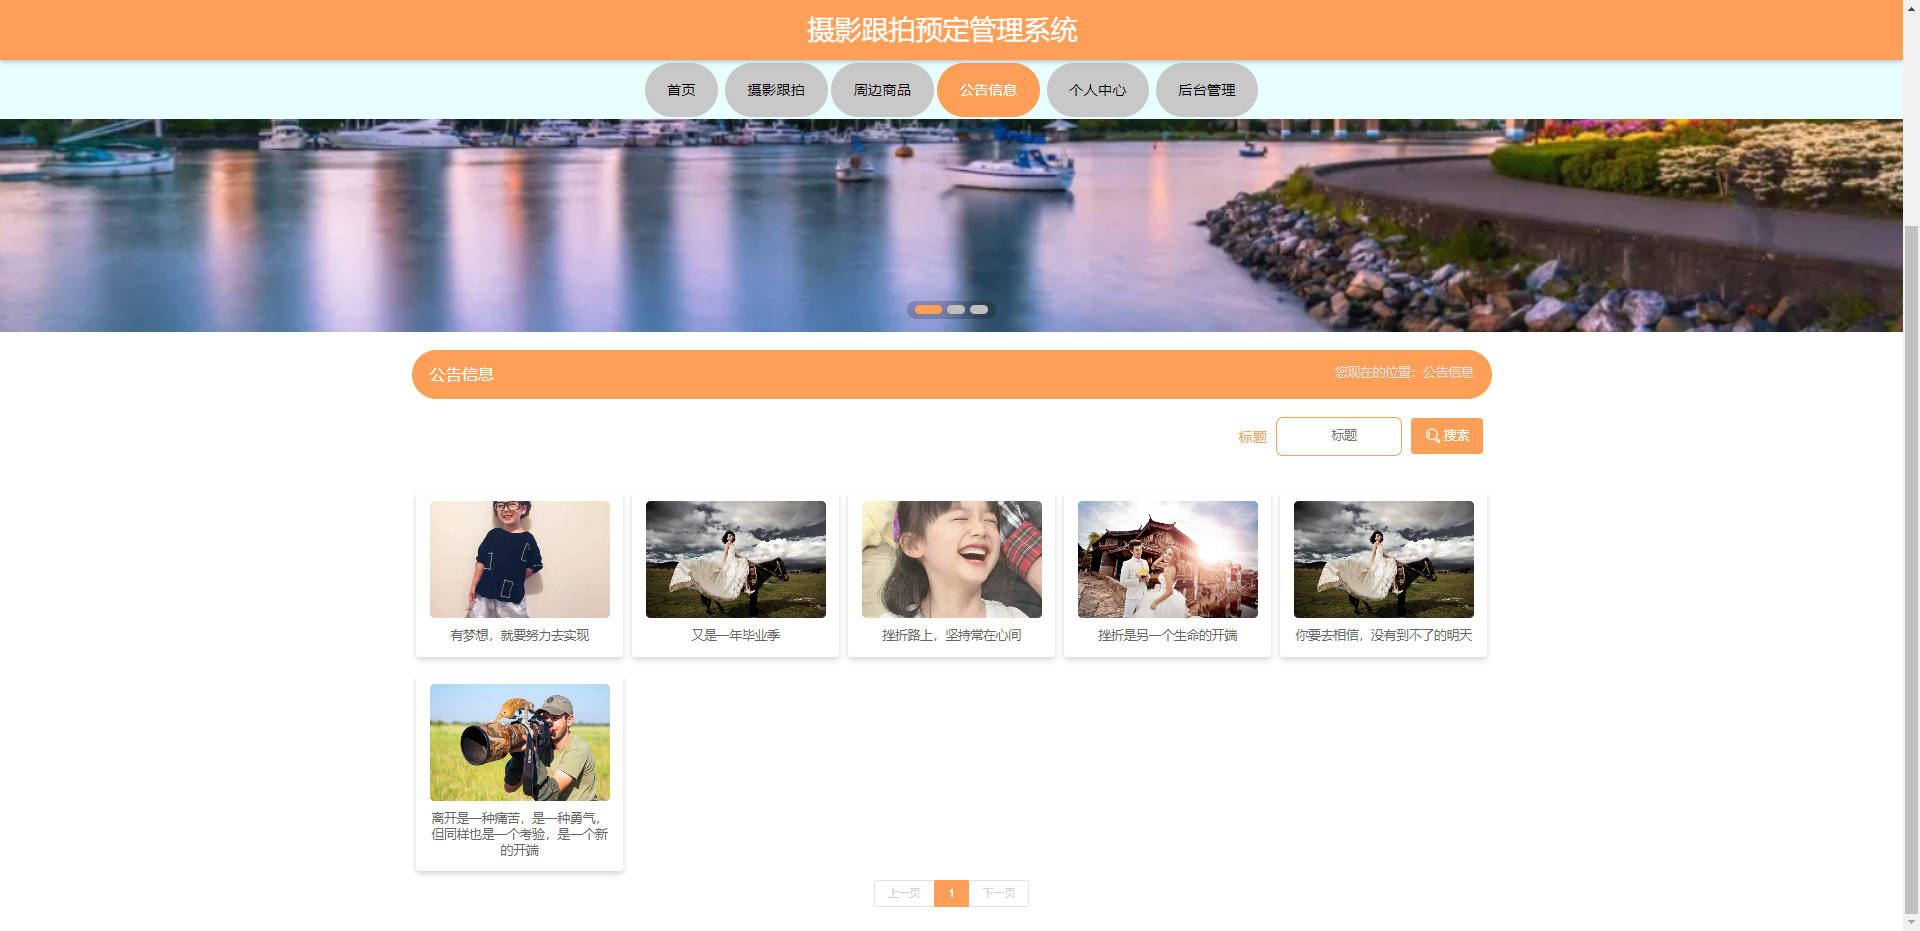 摄影跟拍预定管理系统
首页
摄影跟拍
周边商品
公告信息
个人中心
后台管理
公告信息
您现在的位置：公告信息
标题
标题
搜索
有梦想，就要努力去实现
又是一年毕业季
挫折路上，坚持常在心间
挫折是另一个生命的开端
你要去相信，没有到不了的明天
离开是一种痛苦，是一种勇气，
但同样也是一个考验，是一个新
的开端
上一页
1
下一页